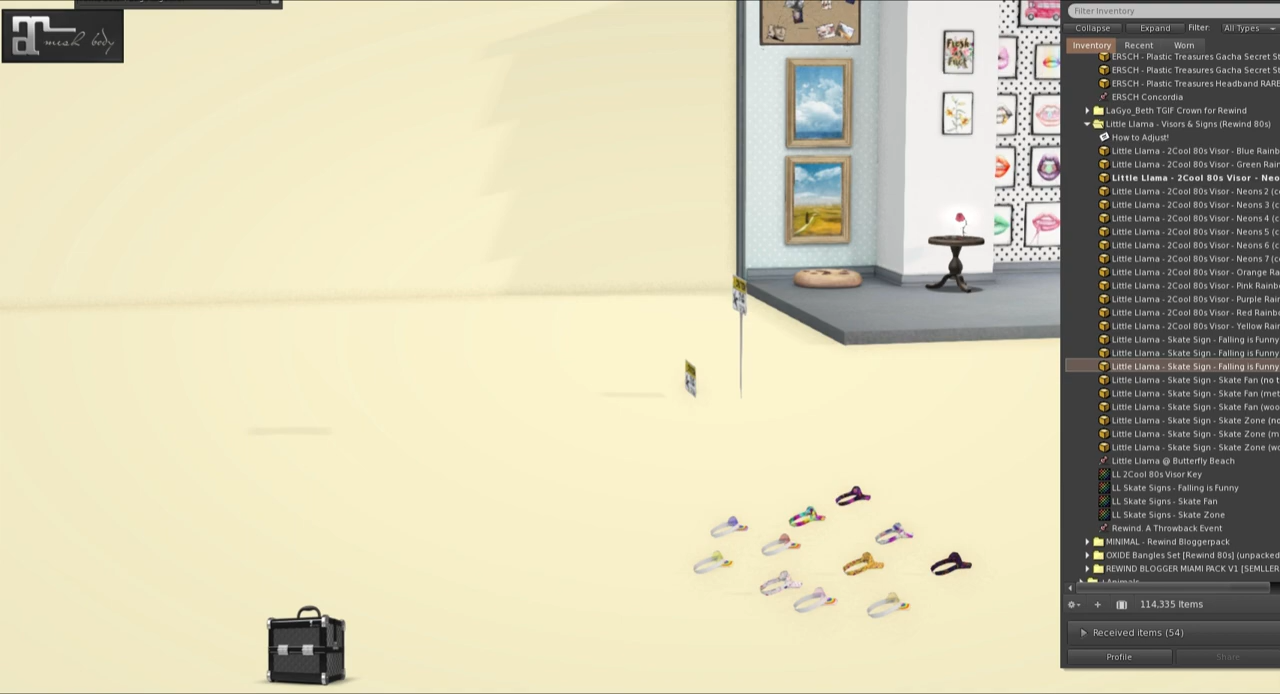 mesh body
Fresh
Filter Inventory
Collapse Expand Filter: All Types
Inventory Recent Worn
ERSCH - Plastic Treasures Gacha Secret St
ERSCH - Plastic Treasures Gacha Secret S
ERSCH - Plastic Treasures Headband RARE
ERSCH Concordia
LaGyo_Beth TGIF Crown for Rewind
Little Llama - Visors & Signs (Rewind 80s)
How to Adjust!
Little Llama - 2Cool 80s Visor - Blue Rainb
Little Llama - 2Cool 80s Visor - Green Rai
Little Llama - 2Cool 80s Visor - Neo
Little Llama - 2Cool 80s Visor - Neons 2 (c
Little Llama - 2Cool 80s Visor - Neons 3 (c
Little Llama - 2Cool 80s Visor - Neons 4 (c
Little Llama - 2Cool 80s Visor - Neons 5 (c
Little Llama - 2Cool 80s Visor - Neons 6 (c
Little Llama - 2Cool 80s Visor - Neons 7 (c
Little Llama - 2Cool 80s Visor - Orange Ra
Little Llama - 2Cool 80s Visor - Pink Rainb
Little Llama - 2Cool 80s Visor - Purple Rai
Little Llama - 2Cool 80s Visor - Red Rainb
Little Llama - 2Cool 80s Visor - Yellow Rai
Little Llama - Skate Sign - Falling is Funny
Little Llama - Skate Sign - Falling is Funny
Little Llama - Skate Sign - Falling is Funny
Little Llama - Skate Sign - Skate Fan (no t
Little Llama - Skate Sign - Skate Fan (met
Little Llama - Skate Sign - Skate Fan (woo
Little Llama - Skate Sign - Skate Zone (no
Little Llama - Skate Sign - Skate Zone (m
Little Llama - Skate Sign - Skate Zone (wo
Little Llama @ Butterfly Beach
LL 2Cool 80s Visor Key
LL Skate Signs - Falling is Funny
LL Skate Signs - Skate Fan
LL Skate Signs - Skate Zone
Rewind. A Throwback Event
MINIMAL - Rewind Bloggerpack
OXIDE Bangles Set [Rewind 80s] (unpacked
REWIND BLOGGER MIAMI PACK V1 [SEMLLER
114,335 Items
Received items (54)
Profile Share